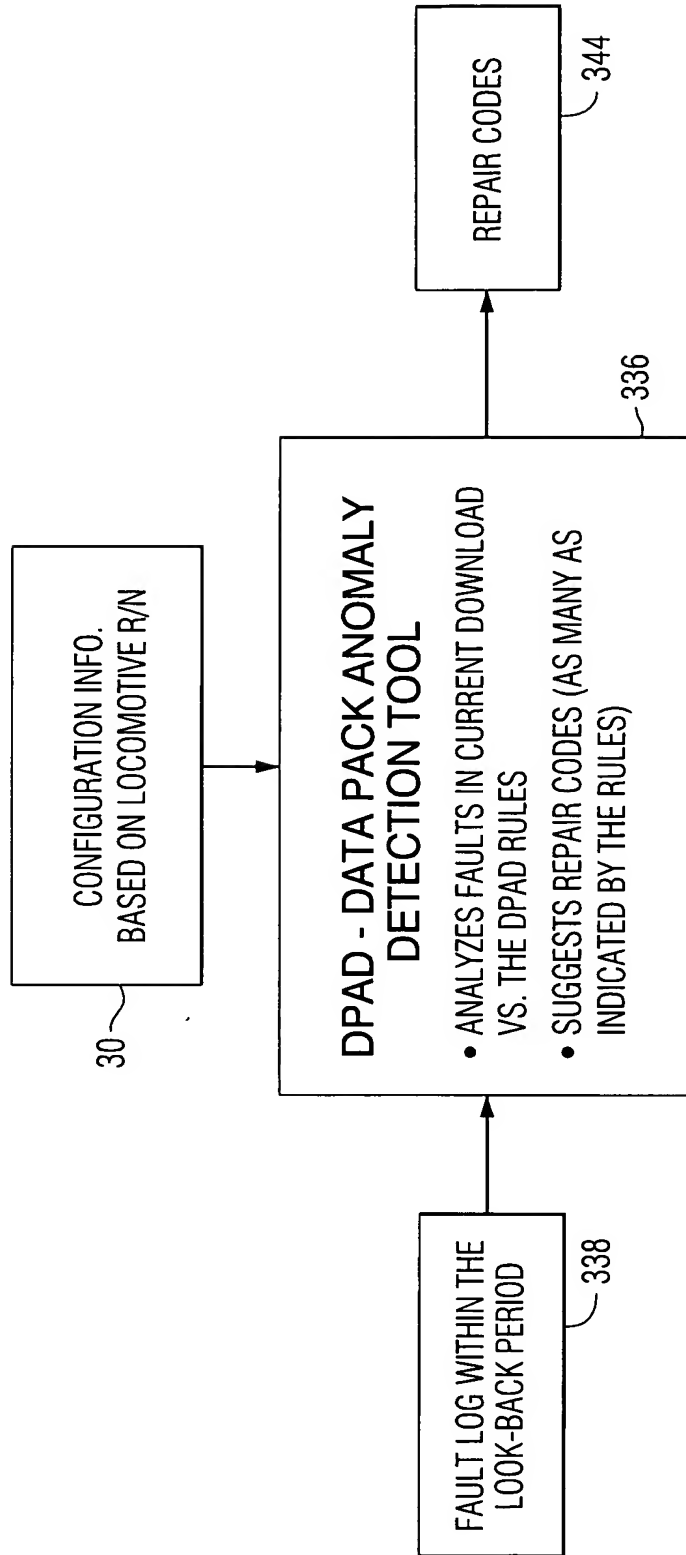 CONFIGURATION INFO.
BASED ON LOCOMOTIVE R/N
30
FAULT LOG WITHIN THE
LOOK-BACK PERIOD
338
DPAD - DATA PACK ANOMALY
DETECTION TOOL
• ANALYZES FAULTS IN CURRENT DOWNLOAD
VS. THE DPAD RULES
• SUGGESTS REPAIR CODES (AS MANY AS
INDICATED BY THE RULES)
336
REPAIR CODES
344